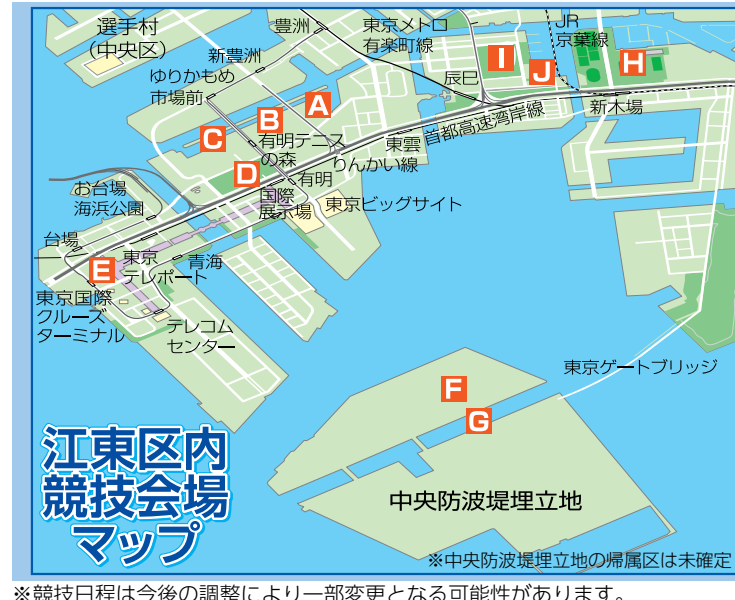 選手村
(中央区)
豊洲
新豊洲
ゆりかもめ
市場前
東京メトロ
有楽町線
JR
京葉線
I
H
J
辰巳
新木場
A
B
C
有明テニス
の森
東雲
首都高速湾岸線
りんかい線
D
有明
国際
展示場
東京ビッグサイト
お台場
海浜公園
台場
E
東京
テレポート
青海
東京国際
クルーズ
ターミナル
テレコム
センター
東京ゲートブリッジ
F
G
中央防波堤埋立地
江東区内
競技会場
マップ
※中央防波堤埋立地の帰属区は未確定
※競技日程は今後の調整により一部変更となる可能性があります。